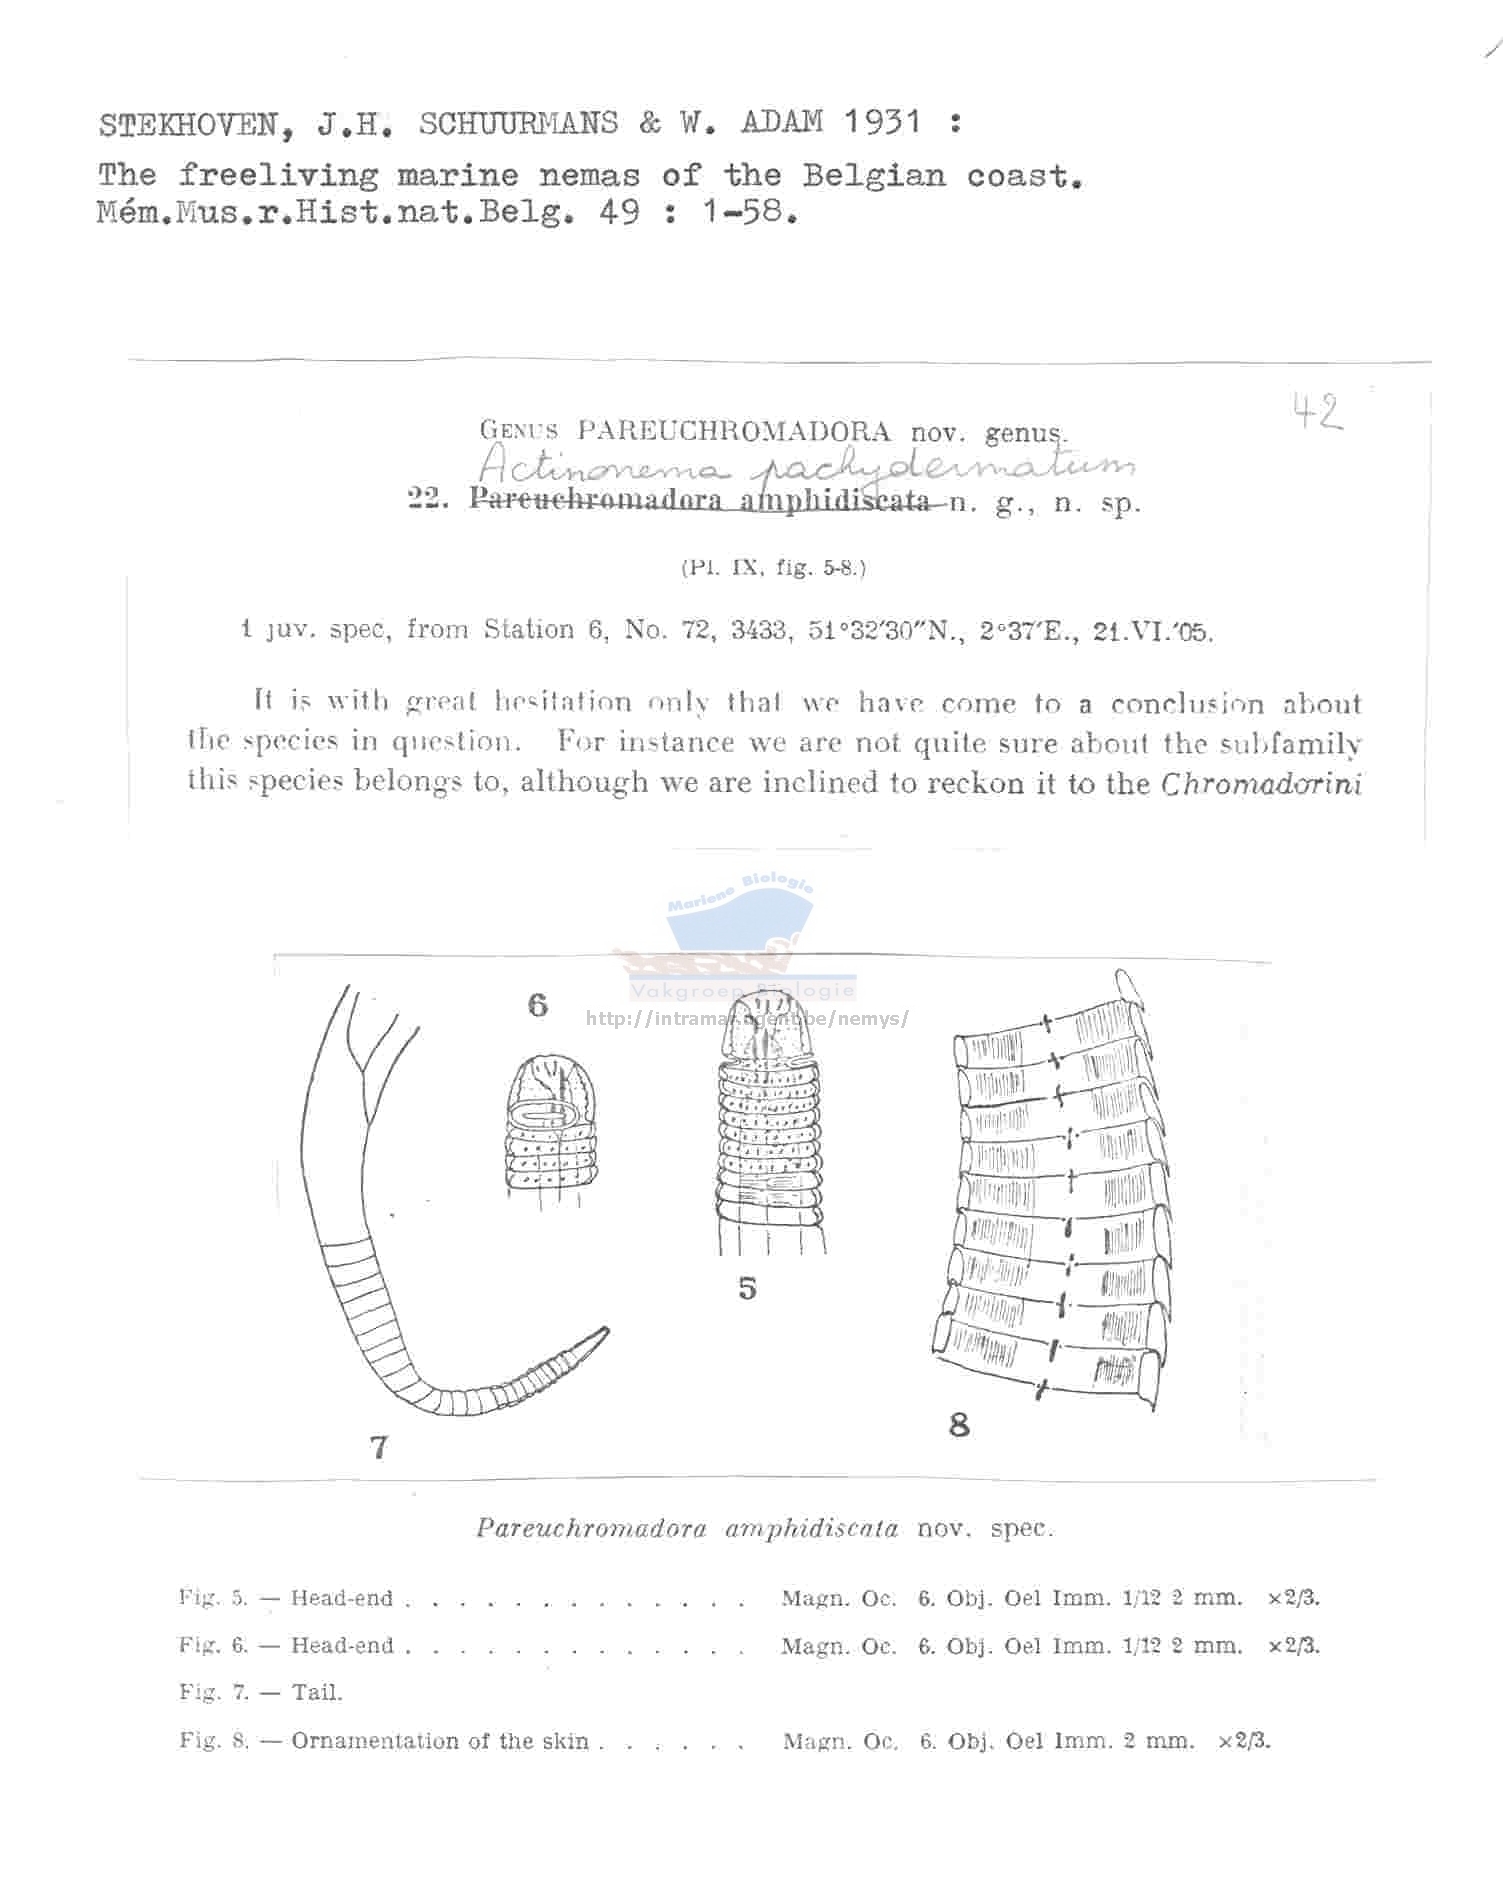 STEKHOVEN, J.H. SCHUURMANS & W. ADAM 1931 :
The freeliving marine nemas of the Belgian coast.
Mém.Mus.r.Hist.nat.Belg. 49 : 1-58.
42
GENUS PAREUCHROMADORA nov. genus.
Actinonema pachydermatum
22. Pareuchromadora amphidiscata n. g., n. sp.
(Pl. IX, fig. 5-8.)
1 juv. spec, from Station 6, No. 72, 3433, 51°32′30″N., 2°37′E., 21.VI.′05.
It is with great hesitation only that we have come to a conclusion about
the species in question. For instance we are not quite sure about the subfamily
this species belongs to, although we are inclined to reckon it to the Chromadorini
Mariene Biologie
Vakgroep Biologie
http://intramar.ugent.be/nemys/
6
5
7
8
Pareuchromadora amphidiscata nov. spec.
Fig. 5. — Head-end . . . . . . . . . . . . . Magn. Oc. 6. Obj. Oel Imm. 1/12 2 mm. ×2/3.
Fig. 6. — Head-end . . . . . . . . . . . . . Magn. Oc. 6. Obj. Oel Imm. 1/12 2 mm. ×2/3.
Fig. 7. — Tail.
Fig. 8. — Ornamentation of the skin . . . . . . Magn. Oc. 6. Obj. Oel Imm. 2 mm. ×2/3.